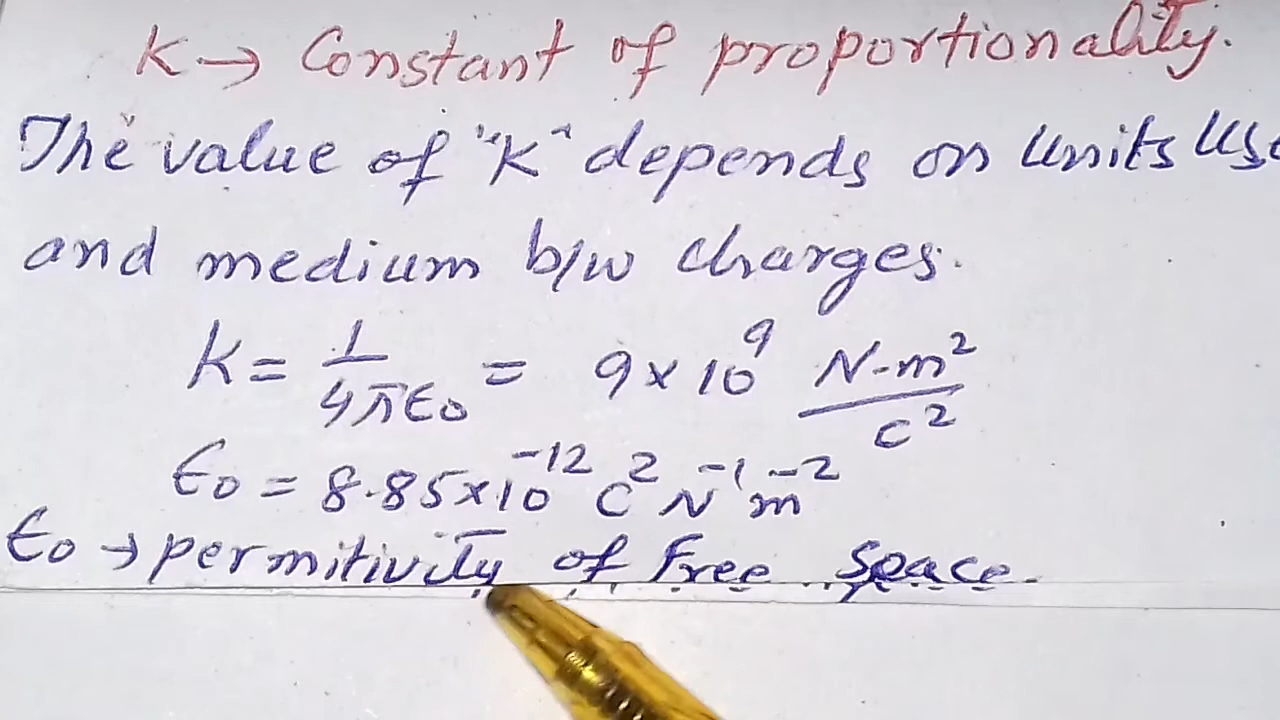 K → Constant of proportionality.
The value of "K" depends on units
and medium b/w charges.
K = 1/4πε₀ = 9 × 10⁹ N-m²/C²
ε₀ = 8.85 × 10⁻¹² C² N⁻¹ m⁻²
ε₀ → permitivity of Free Space.